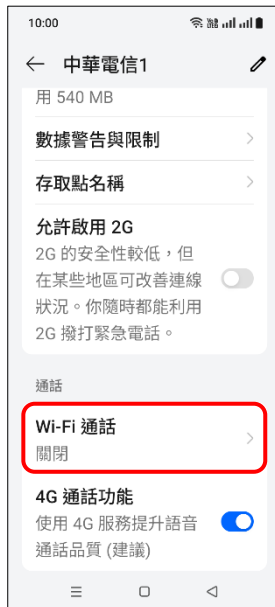 10:00
中華電信1
用 540 MB
數據警告與限制
存取點名稱
允許啟用 2G
2G 的安全性較低，但
在某些地區可改善連線
狀況。你隨時都能利用
2G 撥打緊急電話。
通話
Wi-Fi 通話
關閉
4G 通話功能
使用 4G 服務提升語音
通話品質 (建議)